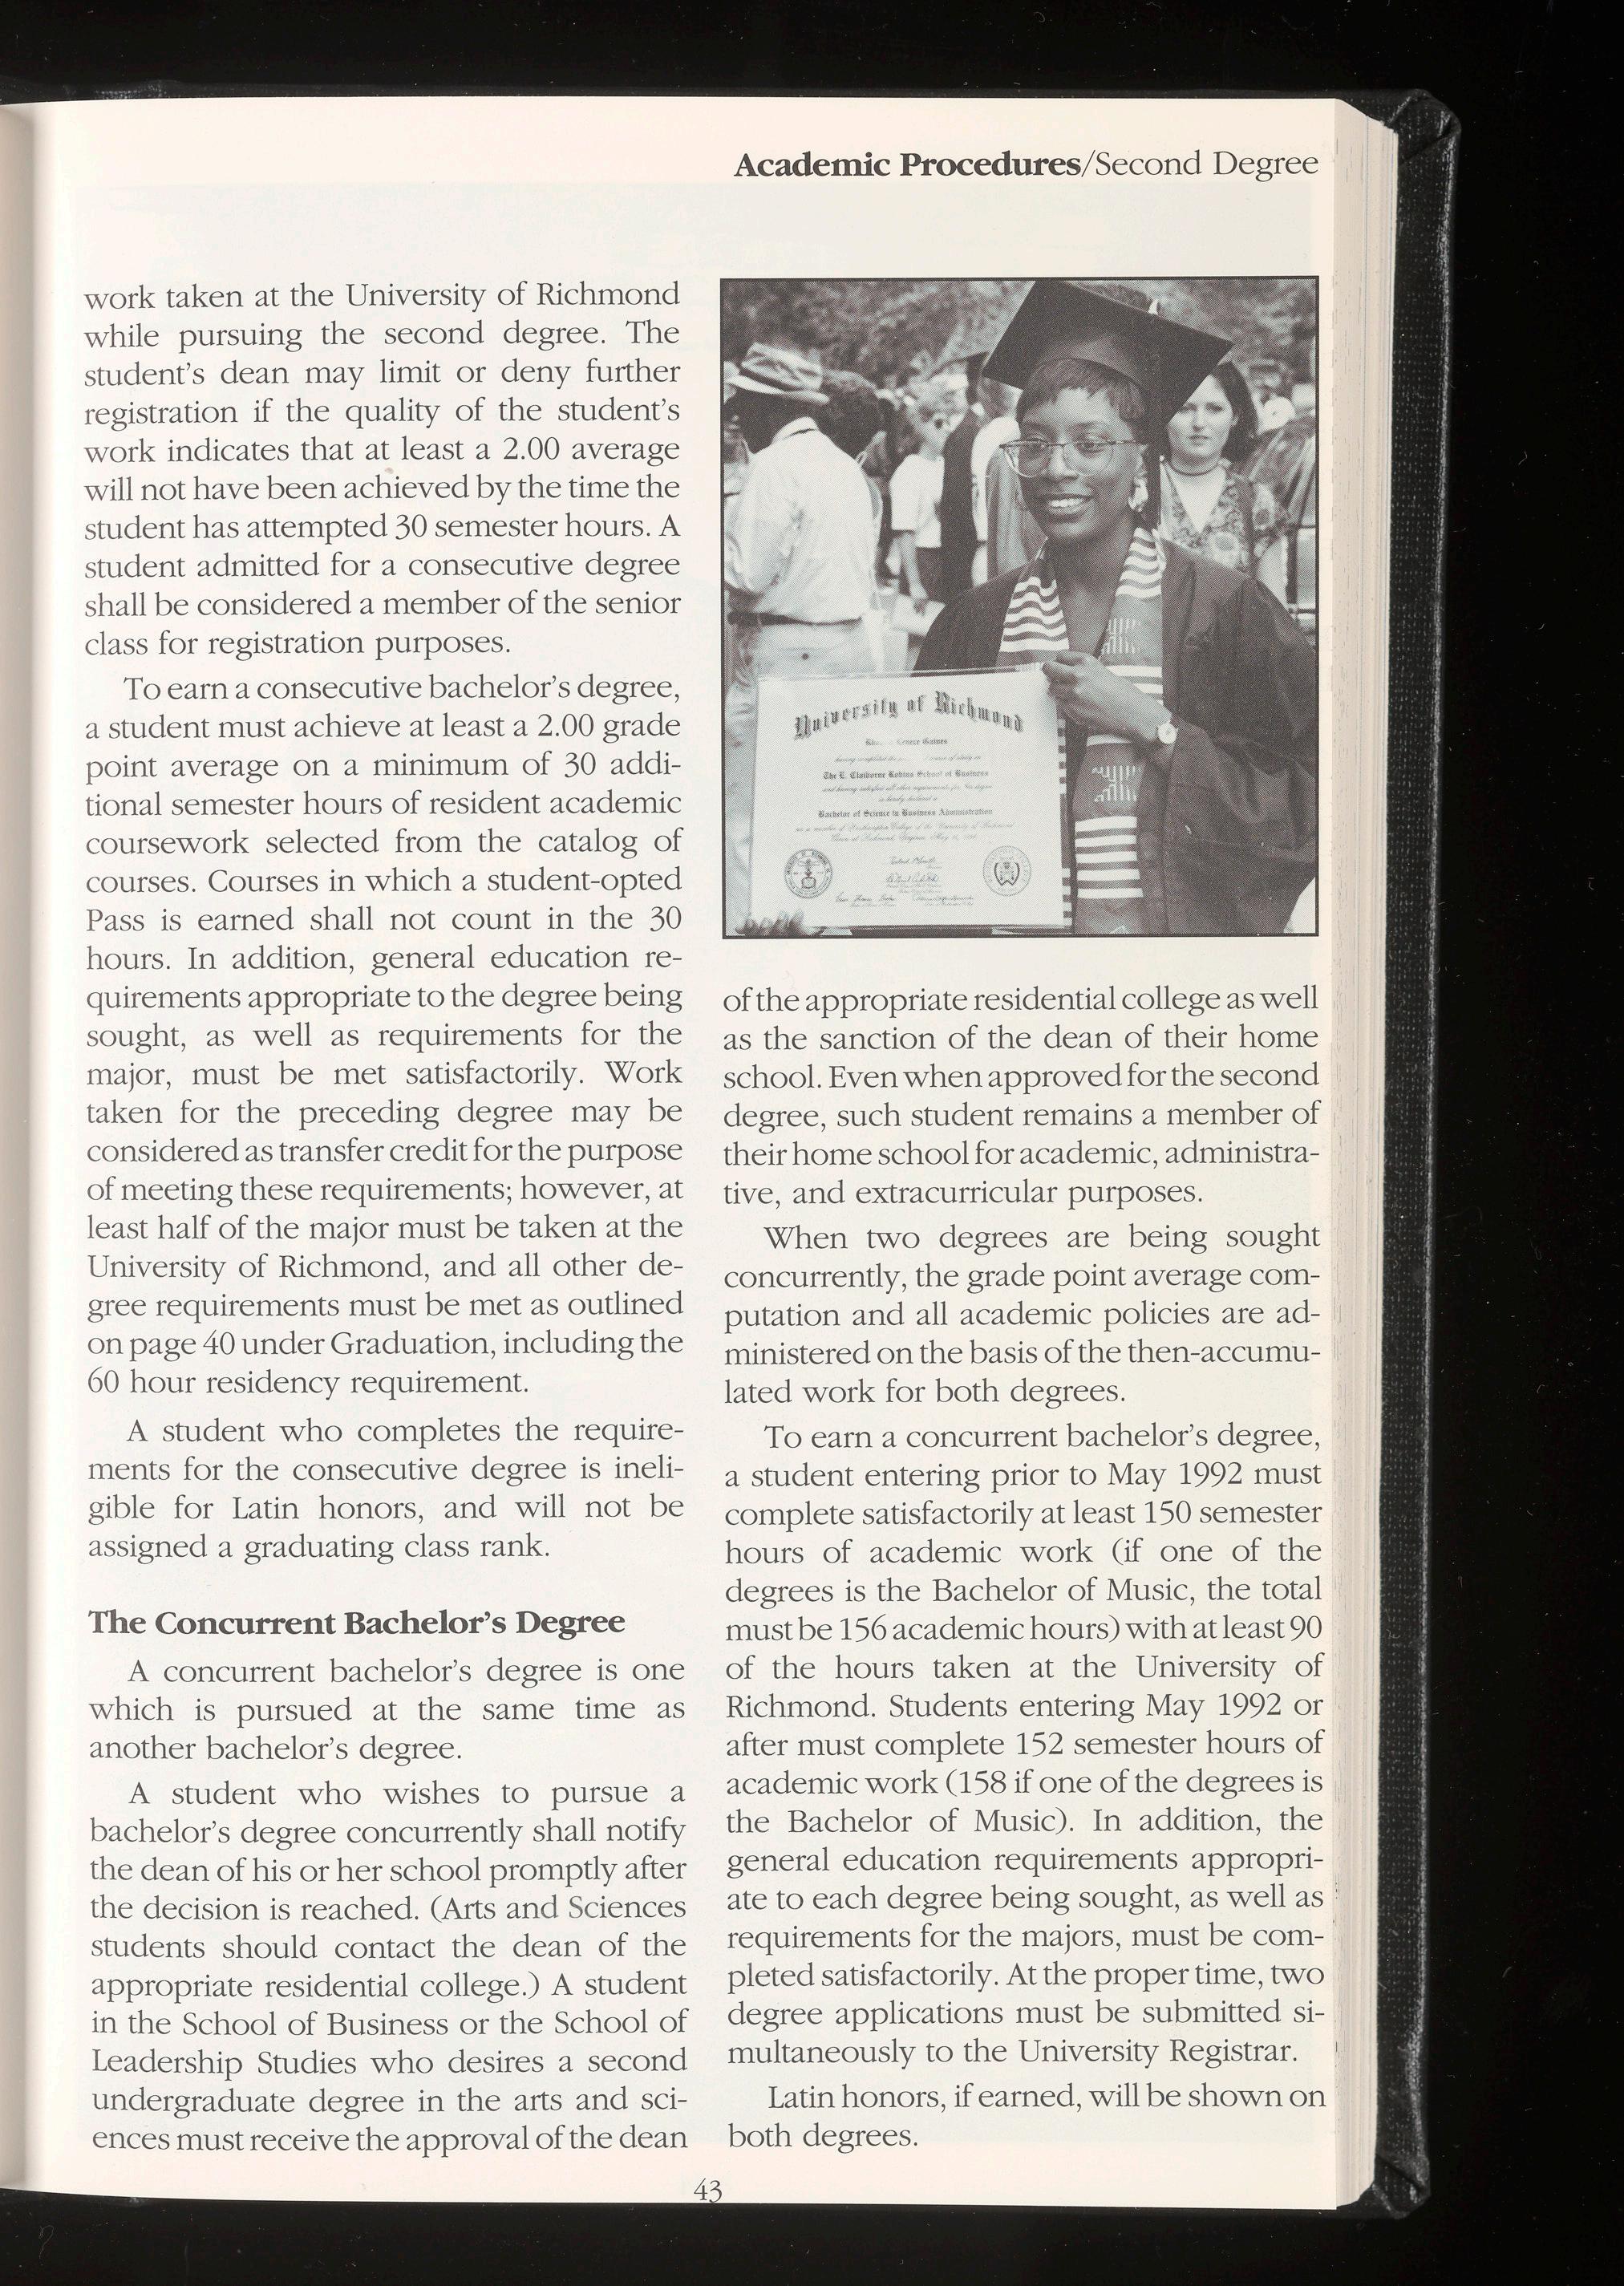 Academic Procedures/Second Degree
work taken at the University of Richmond
while pursuing the second degree. The
student's dean may limit or deny further
registration if the quality of the student's
work indicates that at least a 2.00 average
will not have been achieved by the time the
student has attempted 30 semester hours. A
student admitted for a consecutive degree
shall be considered a member of the senior
class for registration purposes.
To earn a consecutive bachelor's degree,
a student must achieve at least a 2.00 grade
point average on a minimum of 30 addi-
tional semester hours of resident academic
coursework selected from the catalog of
courses. Courses in which a student-opted
Pass is earned shall not count in the 30
hours. In addition, general education re-
quirements appropriate to the degree being
sought, as well as requirements for the
major, must be met satisfactorily. Work
taken for the preceding degree may be
considered as transfer credit for the purpose
of meeting these requirements; however, at
least half of the major must be taken at the
University of Richmond, and all other de-
gree requirements must be met as outlined
on page 40 under Graduation, including the
60 hour residency requirement.
A student who completes the require-
ments for the consecutive degree is ineli-
gible for Latin honors, and will not be
assigned a graduating class rank.
The Concurrent Bachelor's Degree
A concurrent bachelor's degree is one
which is pursued at the same time as
another bachelor's degree.
A student who wishes to pursue a
bachelor's degree concurrently shall notify
the dean of his or her school promptly after
the decision is reached. (Arts and Sciences
students should contact the dean of the
appropriate residential college.) A student
in the School of Business or the School of
Leadership Studies who desires a second
undergraduate degree in the arts and sci-
ences must receive the approval of the dean
University of Richmond
Gaines
The E. Claiborne Robins School of Business
Bachelor of Science in Business Administration
of the appropriate residential college as well
as the sanction of the dean of their home
school. Even when approved for the second
degree, such student remains a member of
their home school for academic, administra-
tive, and extracurricular purposes.
When two degrees are being sought
concurrently, the grade point average com-
putation and all academic policies are ad-
ministered on the basis of the then-accumu-
lated work for both degrees.
To earn a concurrent bachelor's degree,
a student entering prior to May 1992 must
complete satisfactorily at least 150 semester
hours of academic work (if one of the
degrees is the Bachelor of Music, the total
must be 156 academic hours) with at least 90
of the hours taken at the University of
Richmond. Students entering May 1992 or
after must complete 152 semester hours of
academic work (158 if one of the degrees is
the Bachelor of Music). In addition, the
general education requirements appropri-
ate to each degree being sought, as well as
requirements for the majors, must be com-
pleted satisfactorily. At the proper time, two
degree applications must be submitted si-
multaneously to the University Registrar.
Latin honors, if earned, will be shown on
both degrees.
43